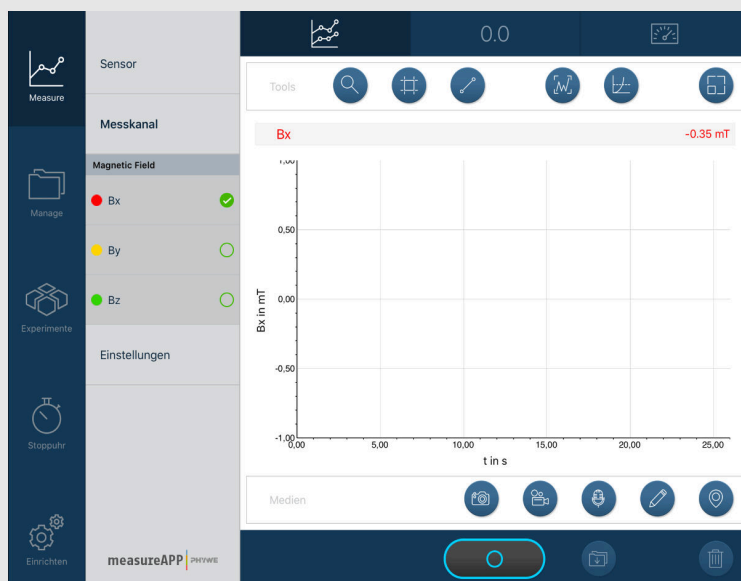 Measure
Manage
Experimente
Stoppuhr
Einrichten
Sensor
Messkanal
Magnetic Field
Bx
By
Bz
Einstellungen
measureAPP PHYWE
0.0
Tools
Bx -0.35 mT
1,00
0,50
0,00
-0,50
-1,00
Bx in mT
0,00 5,00 10,00 15,00 20,00 25,00
t in s
Medien